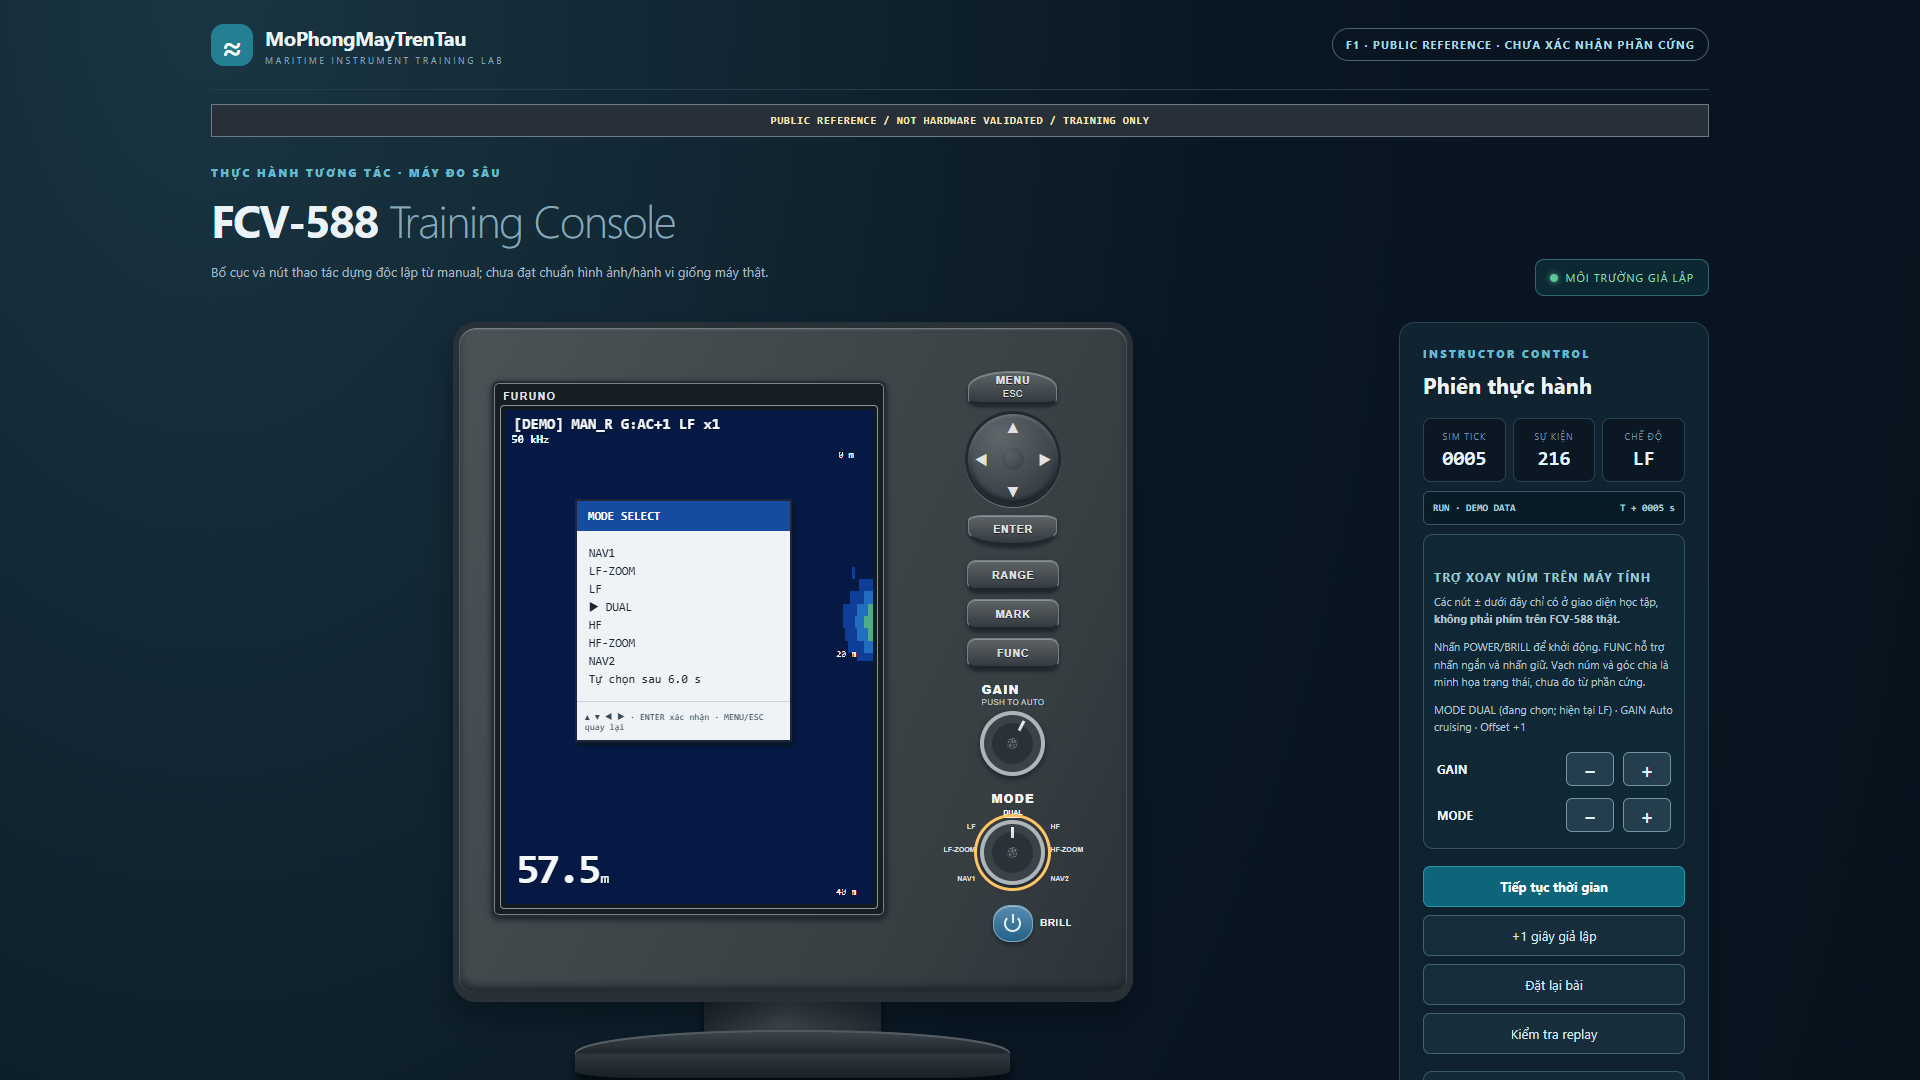 MoPhongMayTrenTau
MARITIME INSTRUMENT TRAINING LAB
F1 · PUBLIC REFERENCE · CHƯA XÁC NHẬN PHẦN CỨNG
PUBLIC REFERENCE / NOT HARDWARE VALIDATED / TRAINING ONLY
THỰC HÀNH TƯƠNG TÁC · MÁY ĐO SÂU
FCV-588 Training Console
Bố cục và nút thao tác dựng độc lập từ manual; chưa đạt chuẩn hình ảnh/hành vi giống máy thật.
MÔI TRƯỜNG GIẢ LẬP
FURUNO
[DEMO] MAN_R G:AC+1 LF x1
50 kHz
0 m
MODE SELECT
NAV1
LF-ZOOM
LF
▶ DUAL
HF
HF-ZOOM
NAV2
Tự chọn sau 6.0 s
▲ ▼ ◀ ▶ · ENTER xác nhận · MENU/ESC
quay lại
20 m
57.5m
40 m
MENU
ESC
▲
◀ ▶
▼
ENTER
RANGE
MARK
FUNC
GAIN
PUSH TO AUTO
MODE
DUAL
LF HF
LF-ZOOM HF-ZOOM
NAV1 NAV2
BRILL
INSTRUCTOR CONTROL
Phiên thực hành
SIM TICK
0005
SỰ KIỆN
216
CHẾ ĐỘ
LF
RUN · DEMO DATA T + 0005 s
TRỢ XOAY NÚM TRÊN MÁY TÍNH
Các nút ± dưới đây chỉ có ở giao diện học tập,
không phải phím trên FCV-588 thật.
Nhấn POWER/BRILL để khởi động. FUNC hỗ trợ
nhấn ngắn và nhấn giữ. Vạch núm và góc chia là
minh họa trạng thái, chưa đo từ phần cứng.
MODE DUAL (đang chọn; hiện tại LF) · GAIN Auto
cruising · Offset +1
GAIN − +
MODE − +
Tiếp tục thời gian
+1 giây giả lập
Đặt lại bài
Kiểm tra replay